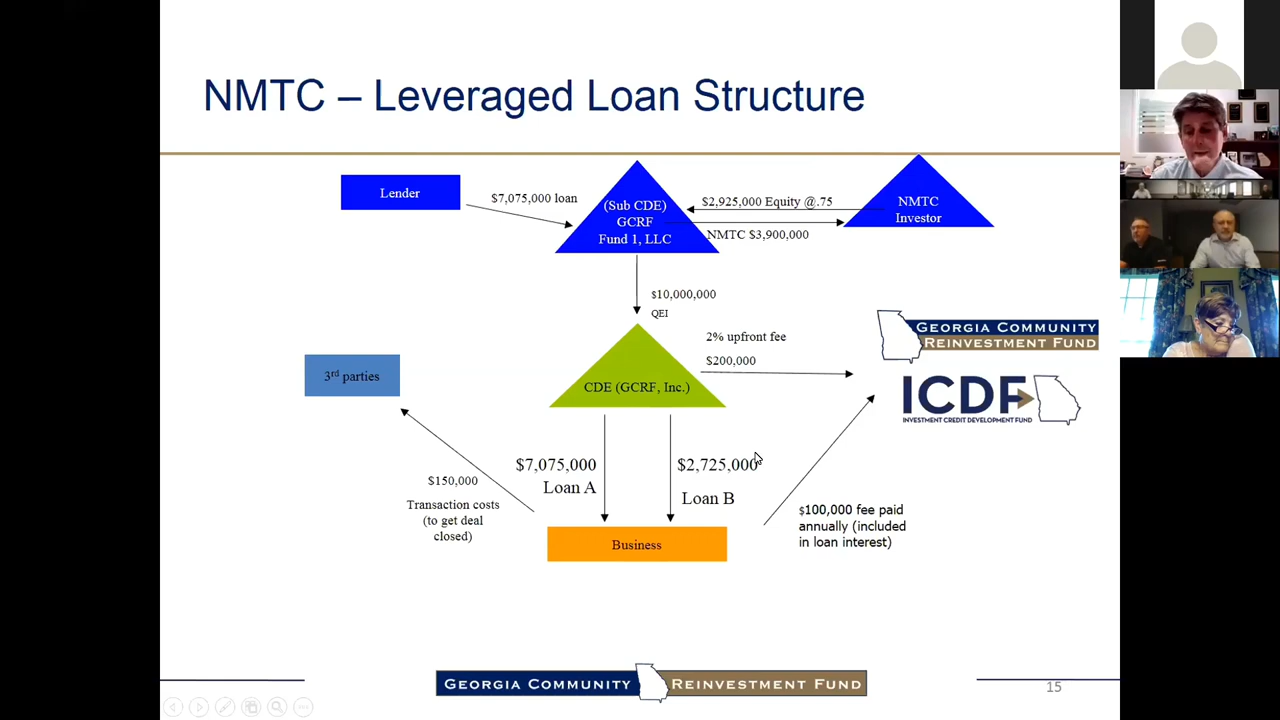 NMTC – Leveraged Loan Structure
Lender
$7,075,000 loan
(Sub CDE)
GCRF
Fund 1, LLC
$2,925,000 Equity @.75
NMTC $3,900,000
NMTC
Investor
$10,000,000
QEI
2% upfront fee
$200,000
GEORGIA COMMUNITY
REINVESTMENT FUND
3rd parties
CDE (GCRF, Inc.)
ICDF
INVESTMENT CREDIT DEVELOPMENT FUND
$7,075,000
Loan A
$2,725,000
Loan B
$150,000
Transaction costs
(to get deal
closed)
$100,000 fee paid
annually (included
in loan interest)
Business
GEORGIA COMMUNITY REINVESTMENT FUND
15